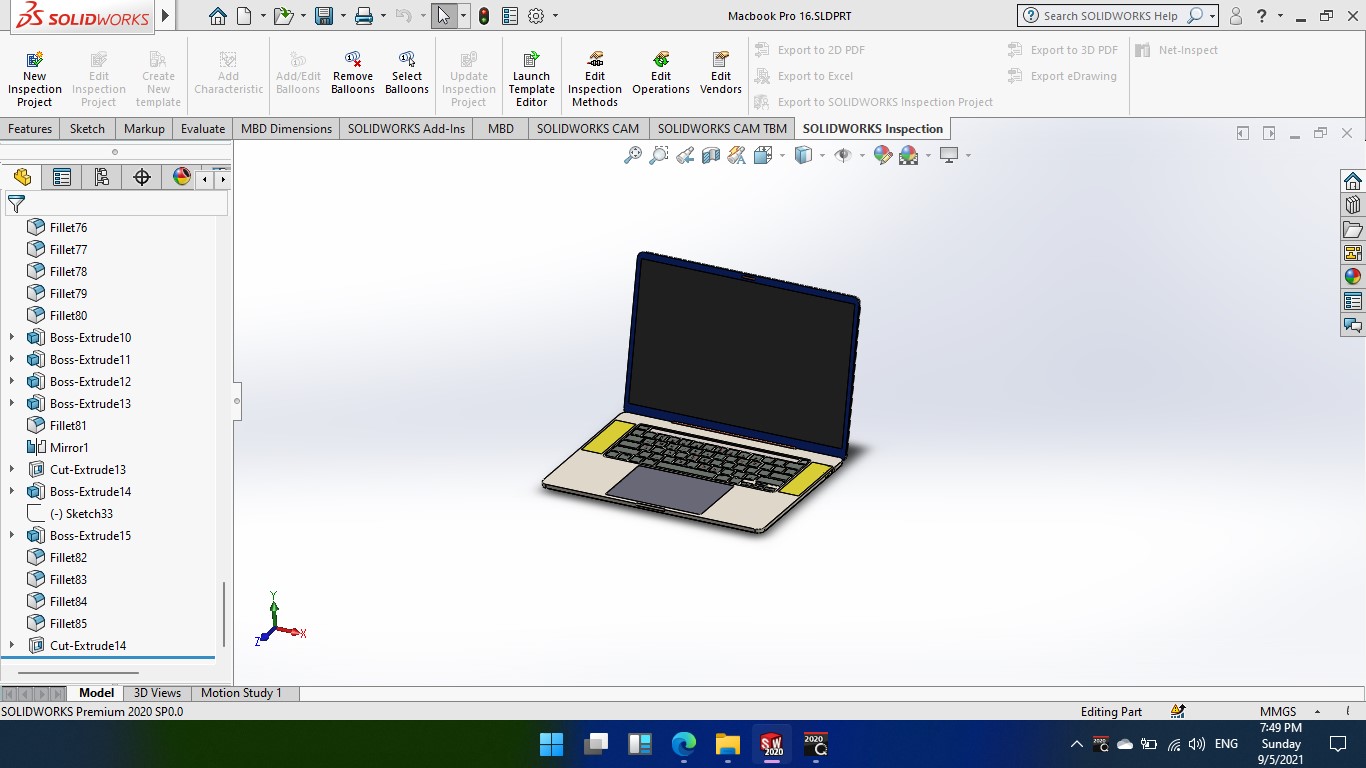 SOLIDWORKS
Macbook Pro 16.SLDPRT
Search SOLIDWORKS Help
New Inspection Project
Edit Inspection Project
Create New template
Add Characteristic
Add/Edit Balloons
Remove Balloons
Select Balloons
Update Inspection Project
Launch Template Editor
Edit Inspection Methods
Edit Operations
Edit Vendors
Export to 2D PDF
Export to Excel
Export to SOLIDWORKS Inspection Project
Export to 3D PDF
Export eDrawing
Net-Inspect
Features Sketch Markup Evaluate MBD Dimensions SOLIDWORKS Add-Ins MBD SOLIDWORKS CAM SOLIDWORKS CAM TBM SOLIDWORKS Inspection
Fillet76
Fillet77
Fillet78
Fillet79
Fillet80
Boss-Extrude10
Boss-Extrude11
Boss-Extrude12
Boss-Extrude13
Fillet81
Mirror1
Cut-Extrude13
Boss-Extrude14
(-) Sketch33
Boss-Extrude15
Fillet82
Fillet83
Fillet84
Fillet85
Cut-Extrude14
Y
X
Z
Model 3D Views Motion Study 1
SOLIDWORKS Premium 2020 SP0.0
Editing Part
MMGS
SW 2020
2020
2020
ENG
7:49 PM
Sunday
9/5/2021